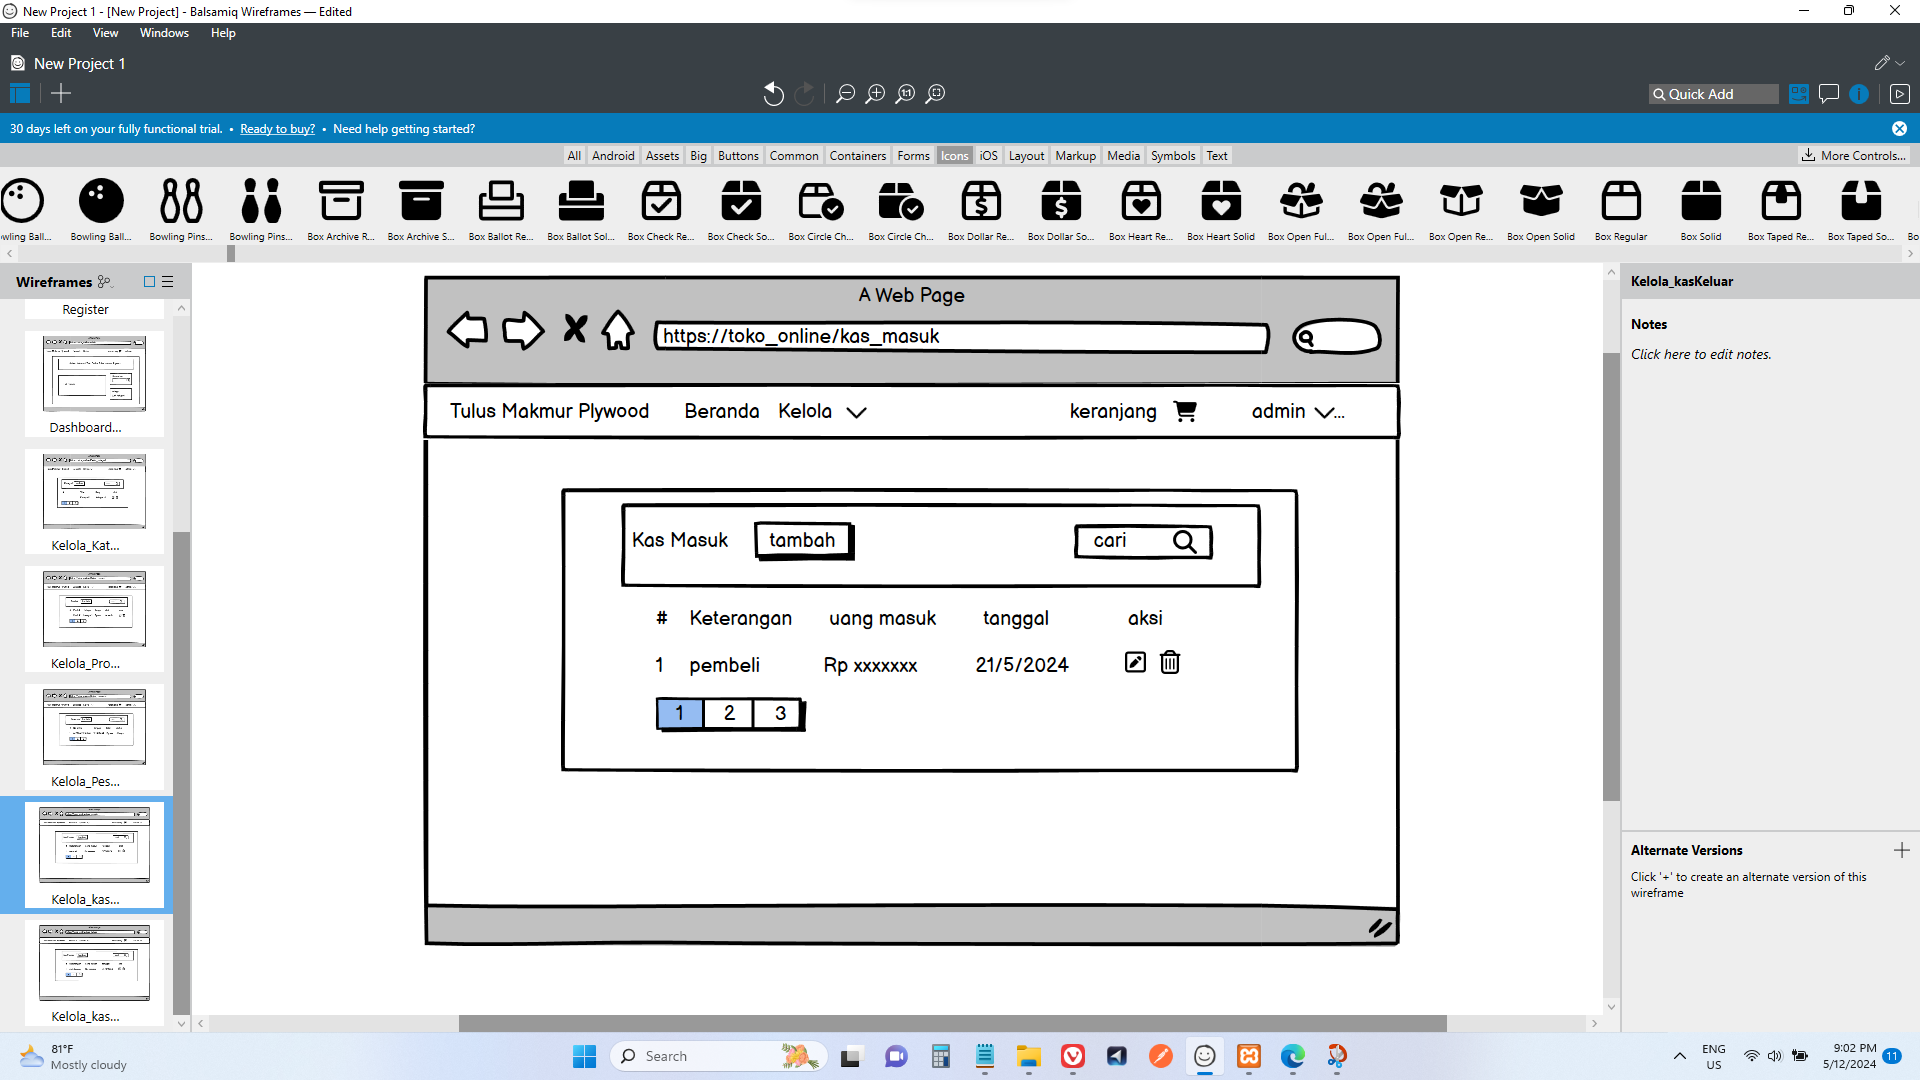 New Project 1 - [New Project] - Balsamiq Wireframes — Edited
File Edit View Windows Help
New Project 1
Quick Add
30 days left on your fully functional trial. • Ready to buy? • Need help getting started?
All Android Assets Big Buttons Common Containers Forms Icons iOS Layout Markup Media Symbols Text
More Controls...
wling Ball... Bowling Ball... Bowling Pins... Bowling Pins... Box Archive R... Box Archive S... Box Ballot Re... Box Ballot Sol... Box Check Re... Box Check So... Box Circle Ch... Box Circle Ch... Box Dollar Re... Box Dollar So... Box Heart Re... Box Heart Solid Box Open Ful... Box Open Ful... Box Open Re... Box Open Solid Box Regular Box Solid Box Taped Re... Box Taped So... Bo
Wireframes
Register
Dashboard...
Kelola_Kat...
Kelola_Pro...
Kelola_Pes...
Kelola_kas...
Kelola_kas...
A Web Page
https://toko_online/kas_masuk
Tulus Makmur Plywood Beranda Kelola keranjang admin ...
Kas Masuk tambah cari
# Keterangan uang masuk tanggal aksi
1 pembeli Rp xxxxxxx 21/5/2024
1 2 3
Kelola_kasKeluar
Notes
Click here to edit notes.
Alternate Versions
Click '+' to create an alternate version of this
wireframe
81°F
Mostly cloudy
Search
ENG
US
9:02 PM
5/12/2024
11